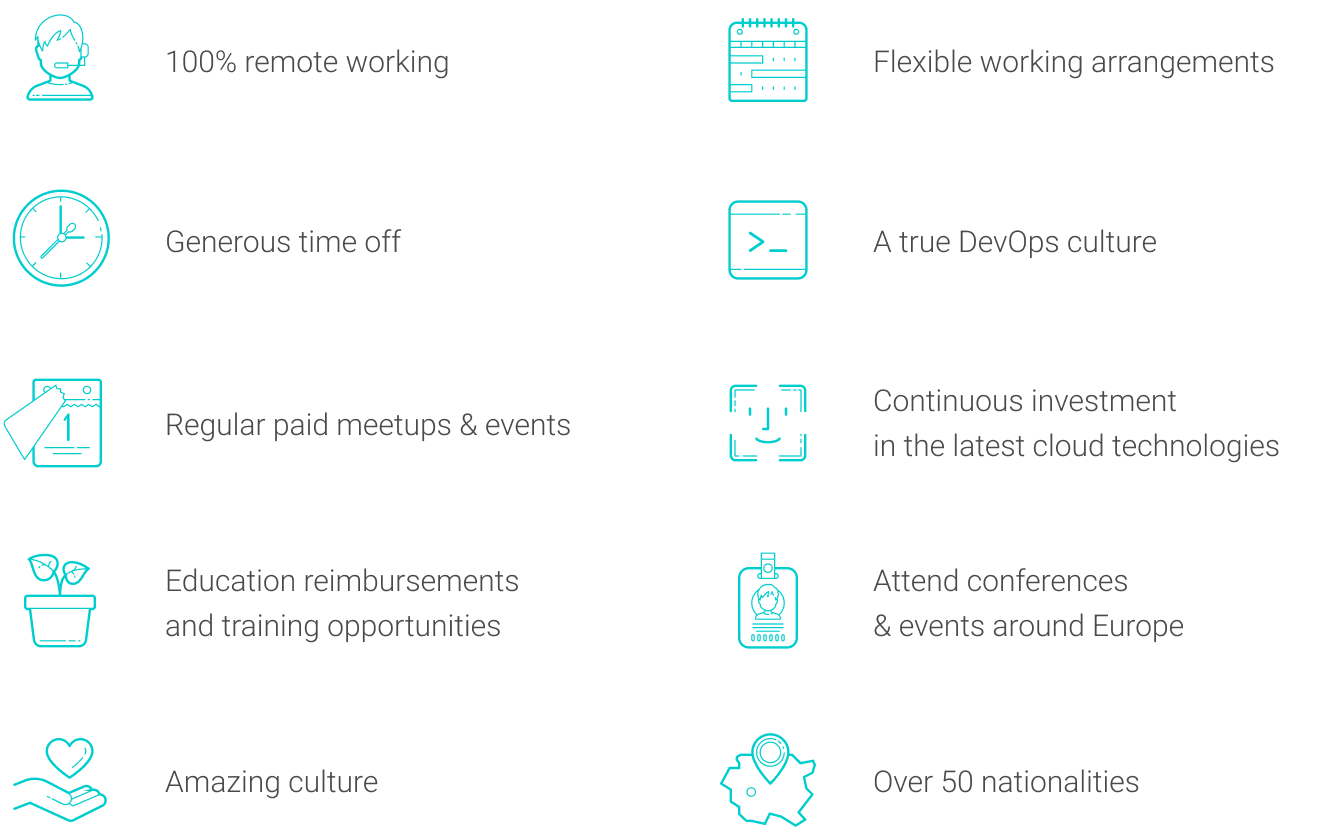 100% remote working
Flexible working arrangements
Generous time off
>_
A true DevOps culture
1
Regular paid meetups & events
Continuous investment
in the latest cloud technologies
Education reimbursements
and training opportunities
Attend conferences
& events around Europe
Amazing culture
Over 50 nationalities